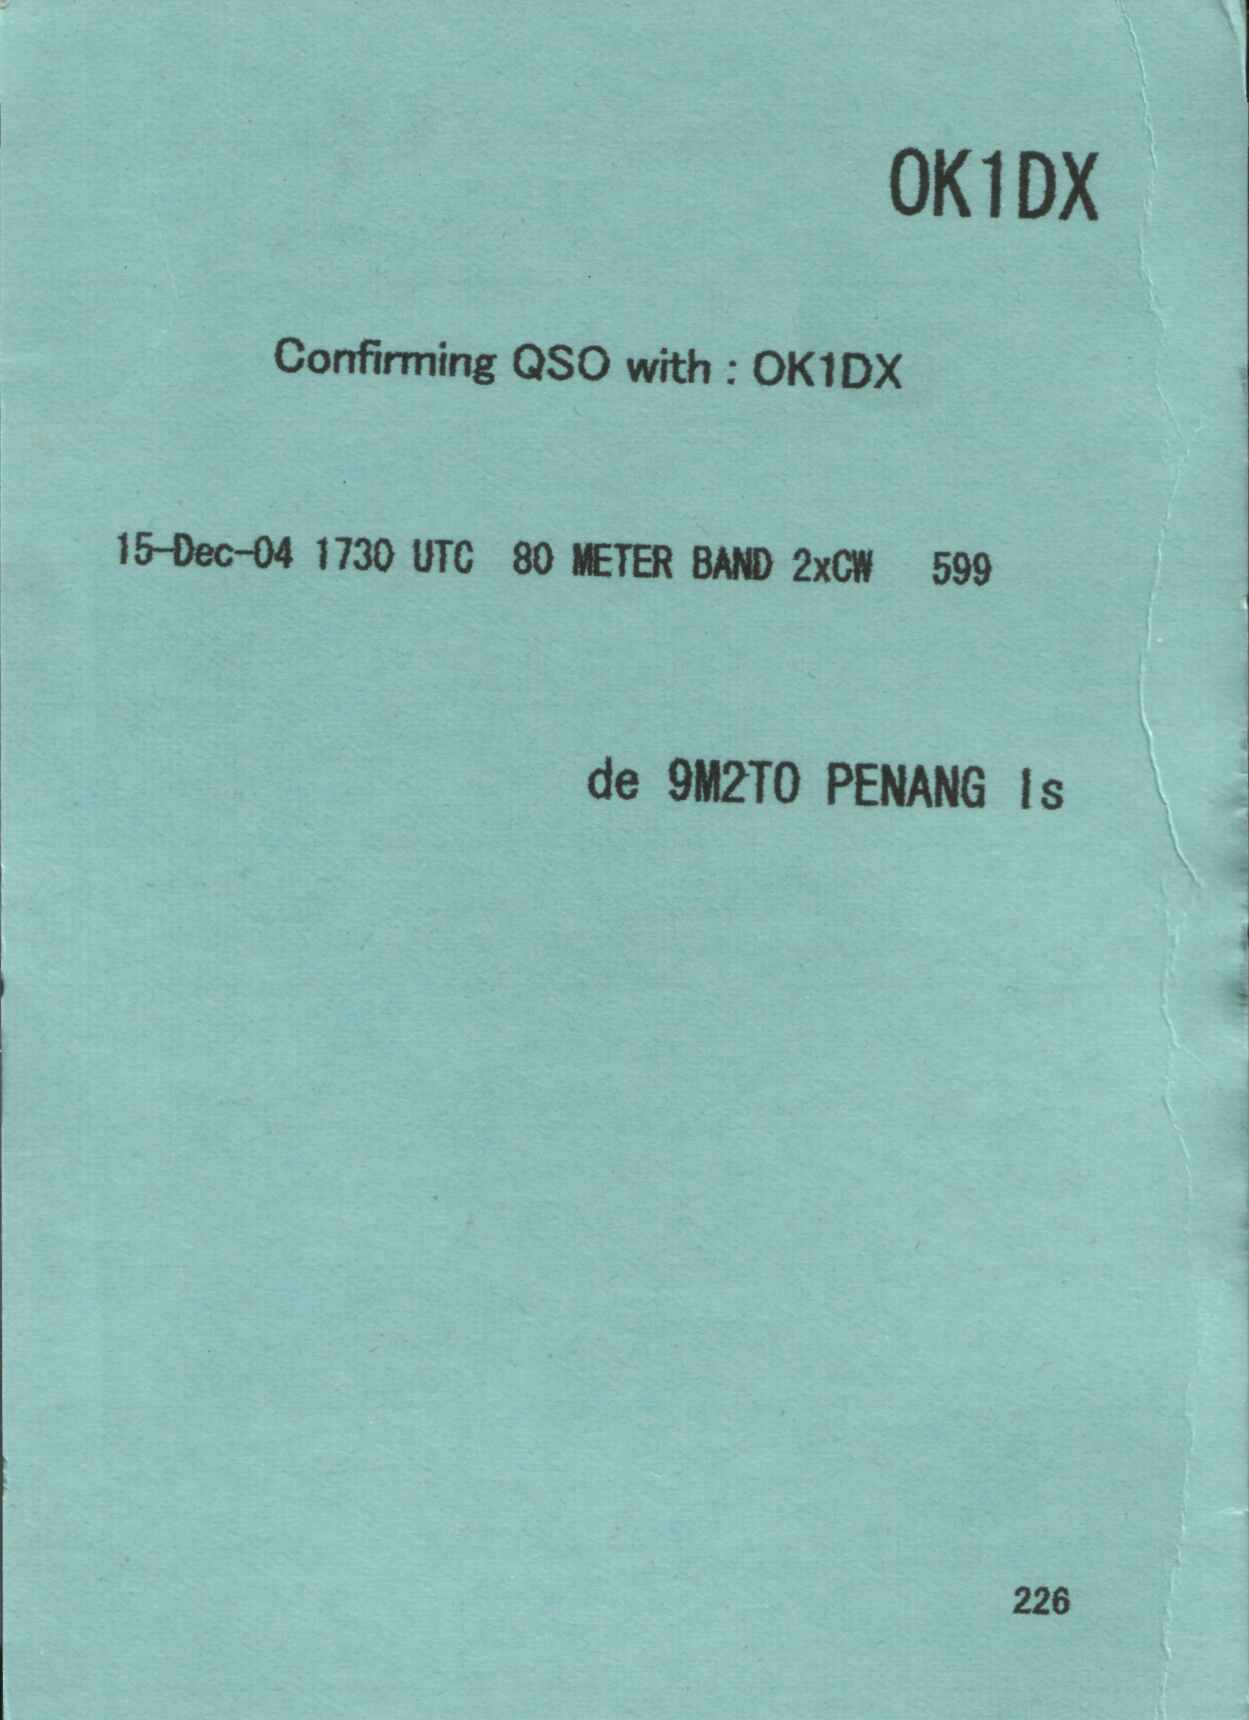 OK1DX
Confirming QSO with : OK1DX
15-Dec-04 1730 UTC 80 METER BAND 2xCW 599
de 9M2TO PENANG Is
226